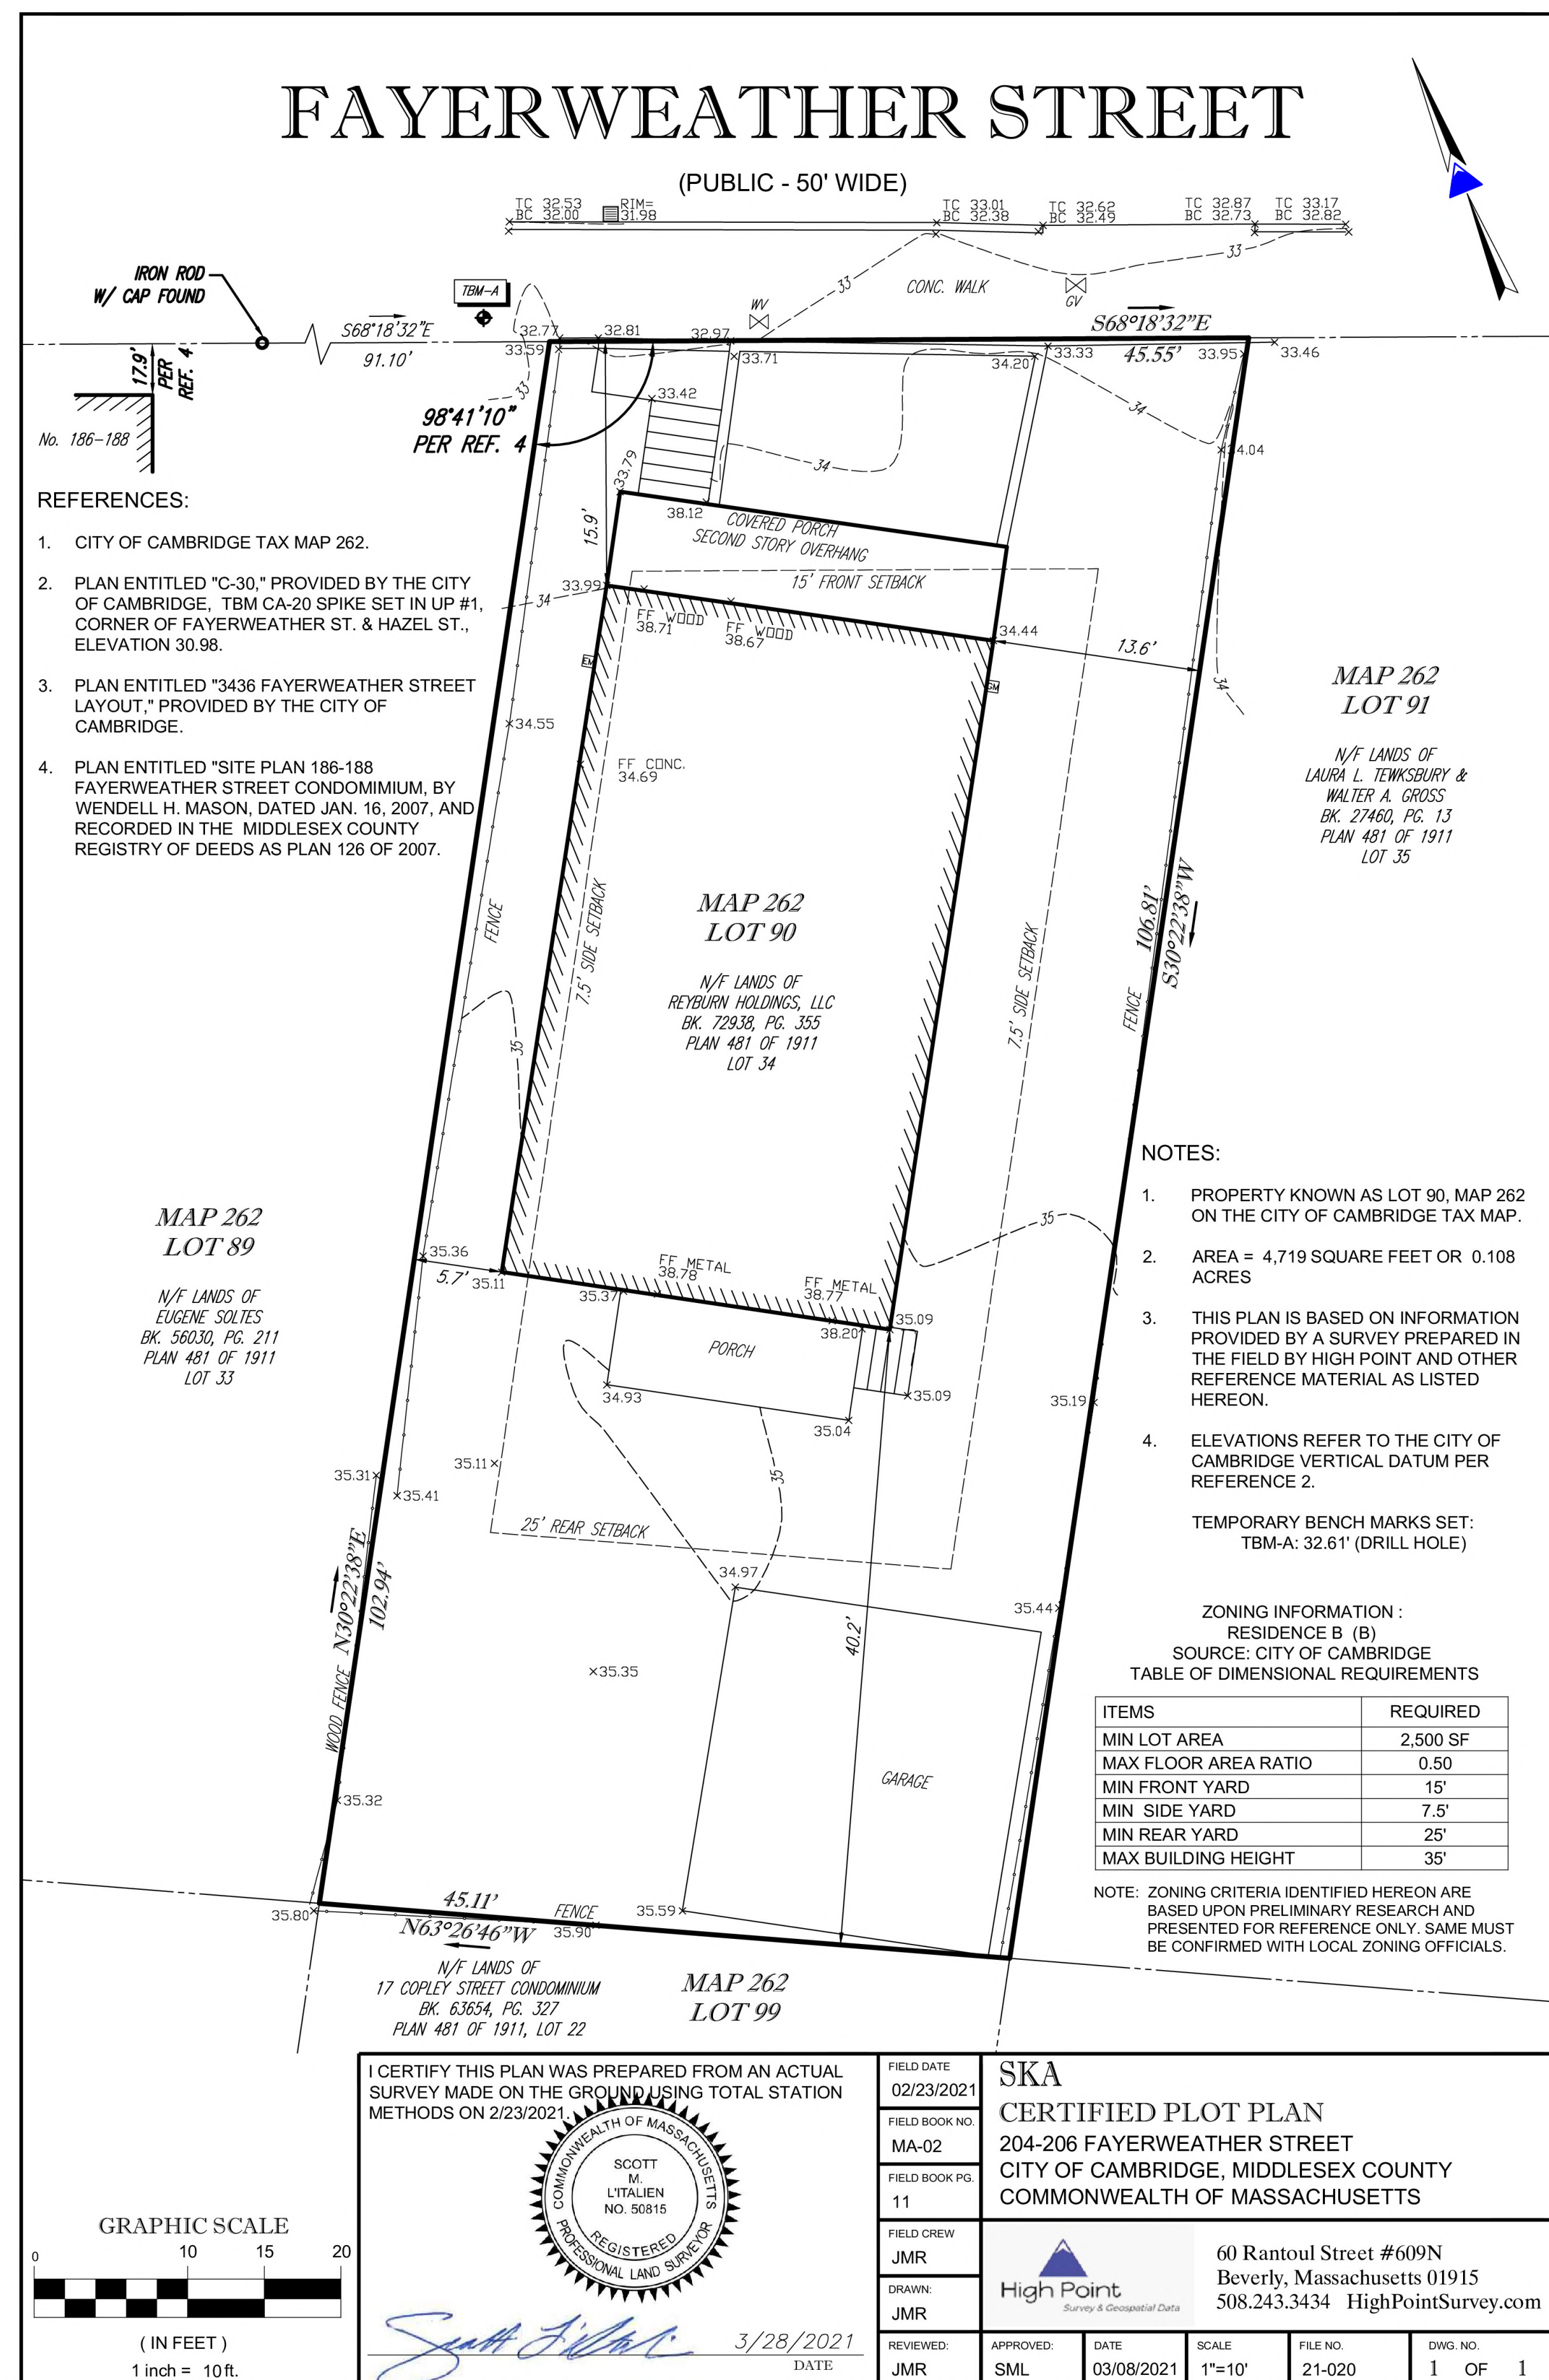 FAYERWEATHER STREET
(PUBLIC - 50' WIDE)
TC 32.53
BC 32.00
RIM=
31.98
TC 33.01
BC 32.38
TC 32.62
BC 32.49
TC 32.87
BC 32.73
TC 33.17
BC 32.82
IRON ROD
W/ CAP FOUND
TBM-A
33
33
CONC. WALK
WV
GV
S68°18'32"E
91.10'
32.77
32.81
32.97
S68°18'32"E
45.55'
33.59
33.71
34.20
33.33
33.95
33.46
17.9'
PER
REF. 4
No. 186-188
33
33.42
98°41'10"
PER REF. 4
34
34
34.04
33.79
15.9'
38.12
COVERED PORCH
SECOND STORY OVERHANG
15' FRONT SETBACK
33.99
34
FF WOOD
38.71
FF WOOD
38.67
34.44
13.6'
EM
GM
34
REFERENCES:
1. CITY OF CAMBRIDGE TAX MAP 262.
2. PLAN ENTITLED "C-30," PROVIDED BY THE CITY
OF CAMBRIDGE, TBM CA-20 SPIKE SET IN UP #1,
CORNER OF FAYERWEATHER ST. & HAZEL ST.,
ELEVATION 30.98.
3. PLAN ENTITLED "3436 FAYERWEATHER STREET
LAYOUT," PROVIDED BY THE CITY OF
CAMBRIDGE.
4. PLAN ENTITLED "SITE PLAN 186-188
FAYERWEATHER STREET CONDOMIMIUM, BY
WENDELL H. MASON, DATED JAN. 16, 2007, AND
RECORDED IN THE MIDDLESEX COUNTY
REGISTRY OF DEEDS AS PLAN 126 OF 2007.
MAP 262
LOT 91
N/F LANDS OF
LAURA L. TEWKSBURY &
WALTER A. GROSS
BK. 27460, PG. 13
PLAN 481 OF 1911
LOT 35
34.55
FF CONC.
34.69
FENCE
7.5' SIDE SETBACK
MAP 262
LOT 90
N/F LANDS OF
REYBURN HOLDINGS, LLC
BK. 72938, PG. 355
PLAN 481 OF 1911
LOT 34
7.5' SIDE SETBACK
FENCE
106.81'
S30°22'38"W
35
35
MAP 262
LOT 89
N/F LANDS OF
EUGENE SOLTES
BK. 56030, PG. 211
PLAN 481 OF 1911
LOT 33
35.36
5.7'
35.11
35.37
FF METAL
38.78
FF METAL
38.77
35.09
38.20
PORCH
34.93
35.09
35.04
35.19
35.11
35.31
35.41
35
25' REAR SETBACK
34.97
35.44
N30°22'38"E
102.94'
WOOD FENCE
40.2'
35.35
GARAGE
35.32
35.80
45.11'
N63°26'46"W
FENCE
35.90
35.59
N/F LANDS OF
17 COPLEY STREET CONDOMINIUM
BK. 63654, PG. 327
PLAN 481 OF 1911, LOT 22
MAP 262
LOT 99
NOTES:
1. PROPERTY KNOWN AS LOT 90, MAP 262
ON THE CITY OF CAMBRIDGE TAX MAP.
2. AREA = 4,719 SQUARE FEET OR 0.108
ACRES
3. THIS PLAN IS BASED ON INFORMATION
PROVIDED BY A SURVEY PREPARED IN
THE FIELD BY HIGH POINT AND OTHER
REFERENCE MATERIAL AS LISTED
HEREON.
4. ELEVATIONS REFER TO THE CITY OF
CAMBRIDGE VERTICAL DATUM PER
REFERENCE 2.
TEMPORARY BENCH MARKS SET:
TBM-A: 32.61' (DRILL HOLE)
ZONING INFORMATION :
RESIDENCE B (B)
SOURCE: CITY OF CAMBRIDGE
TABLE OF DIMENSIONAL REQUIREMENTS
ITEMS REQUIRED
MIN LOT AREA 2,500 SF
MAX FLOOR AREA RATIO 0.50
MIN FRONT YARD 15'
MIN SIDE YARD 7.5'
MIN REAR YARD 25'
MAX BUILDING HEIGHT 35'
NOTE: ZONING CRITERIA IDENTIFIED HEREON ARE
BASED UPON PRELIMINARY RESEARCH AND
PRESENTED FOR REFERENCE ONLY. SAME MUST
BE CONFIRMED WITH LOCAL ZONING OFFICIALS.
GRAPHIC SCALE
0 10 15 20
( IN FEET )
1 inch = 10 ft.
I CERTIFY THIS PLAN WAS PREPARED FROM AN ACTUAL
SURVEY MADE ON THE GROUND USING TOTAL STATION
METHODS ON 2/23/2021.
COMMONWEALTH OF MASSACHUSETTS
SCOTT
M.
L'ITALIEN
NO. 50815
REGISTERED
PROFESSIONAL LAND SURVEYOR
Scott L'Italien
3/28/2021
DATE
FIELD DATE
02/23/2021
FIELD BOOK NO.
MA-02
FIELD BOOK PG.
11
FIELD CREW
JMR
DRAWN:
JMR
REVIEWED:
JMR
SKA
CERTIFIED PLOT PLAN
204-206 FAYERWEATHER STREET
CITY OF CAMBRIDGE, MIDDLESEX COUNTY
COMMONWEALTH OF MASSACHUSETTS
High Point
Survey & Geospatial Data
60 Rantoul Street #609N
Beverly, Massachusetts 01915
508.243.3434 HighPointSurvey.com
APPROVED:
SML
DATE
03/08/2021
SCALE
1"=10'
FILE NO.
21-020
DWG. NO.
1 OF 1